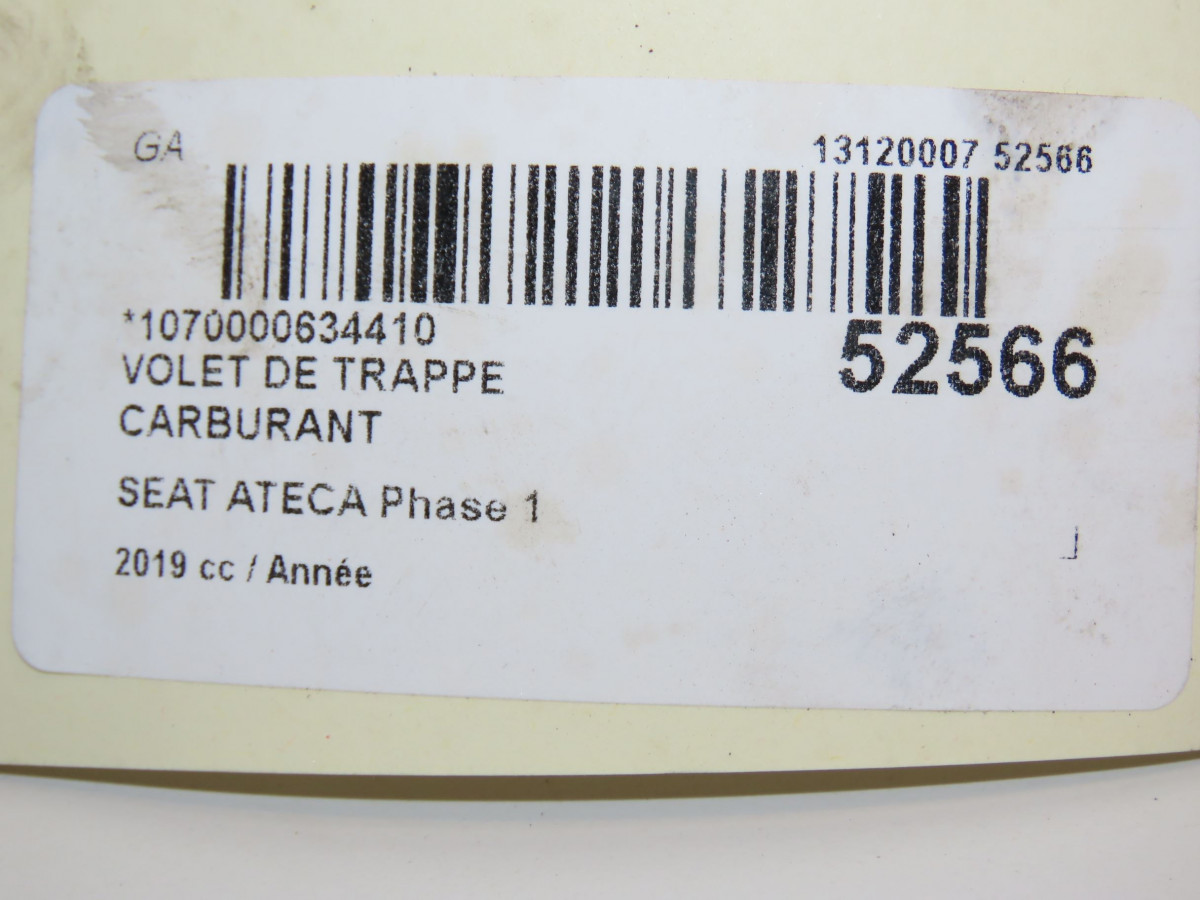 GA
13120007 52566
*1070000634410
52566
VOLET DE TRAPPE
CARBURANT
SEAT ATECA Phase 1
2019 cc / Année